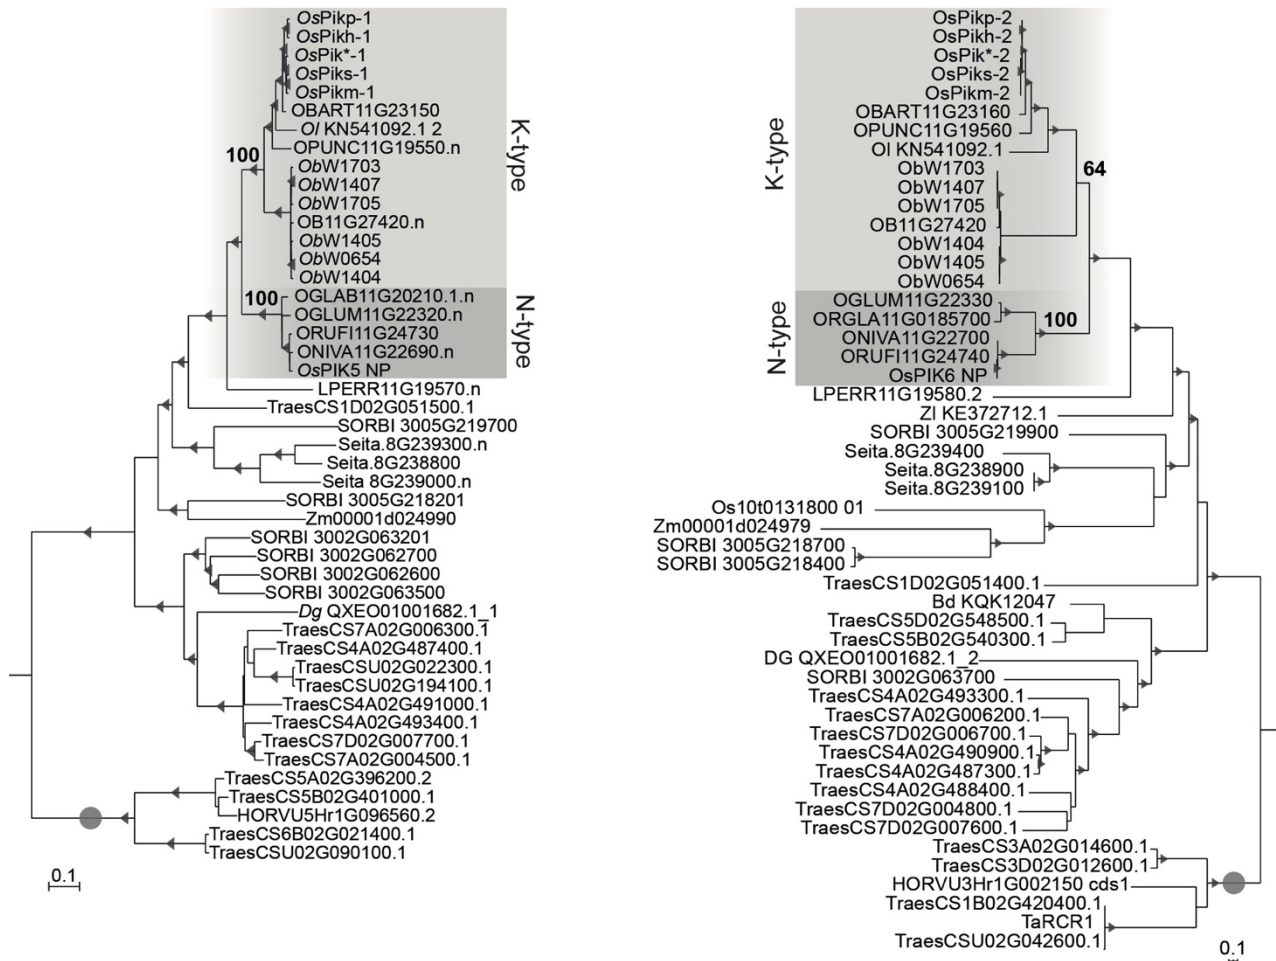 OsPikp-1
OsPikh-1
OsPik*-1
OsPiks-1
OsPikm-1
OBART11G23150
Ol KN541092.1 2
OPUNC11G19550.n
100
ObW1703
ObW1407
ObW1705
OB11G27420.n
ObW1405
ObW0654
ObW1404
K-type
100
OGLAB11G20210.1.n
OGLUM11G22320.n
ORUFI11G24730
ONIVA11G22690.n
OsPIK5 NP
N-type
LPERR11G19570.n
TraesCS1D02G051500.1
SORBI 3005G219700
Seita.8G239300.n
Seita.8G238800
Seita 8G239000.n
SORBI 3005G218201
Zm00001d024990
SORBI 3002G063201
SORBI 3002G062700
SORBI 3002G062600
SORBI 3002G063500
Dg QXEO01001682.1_1
TraesCS7A02G006300.1
TraesCS4A02G487400.1
TraesCSU02G022300.1
TraesCSU02G194100.1
TraesCS4A02G491000.1
TraesCS4A02G493400.1
TraesCS7D02G007700.1
TraesCS7A02G004500.1
TraesCS5A02G396200.2
TraesCS5B02G401000.1
HORVU5Hr1G096560.2
TraesCS6B02G021400.1
TraesCSU02G090100.1
0.1
OsPikp-2
OsPikh-2
OsPik*-2
OsPiks-2
OsPikm-2
OBART11G23160
OPUNC11G19560
Ol KN541092.1
64
ObW1703
ObW1407
ObW1705
OB11G27420
ObW1404
ObW1405
ObW0654
K-type
OGLUM11G22330
ORGLA11G0185700
100
ONIVA11G22700
ORUFI11G24740
OsPIK6 NP
N-type
LPERR11G19580.2
Zl KE372712.1
SORBI 3005G219900
Seita.8G239400
Seita.8G238900
Seita.8G239100
Os10t0131800 01
Zm00001d024979
SORBI 3005G218700
SORBI 3005G218400
TraesCS1D02G051400.1
Bd KQK12047
TraesCS5D02G548500.1
TraesCS5B02G540300.1
DG QXEO01001682.1_2
SORBI 3002G063700
TraesCS4A02G493300.1
TraesCS7A02G006200.1
TraesCS7D02G006700.1
TraesCS4A02G490900.1
TraesCS4A02G487300.1
TraesCS4A02G488400.1
TraesCS7D02G004800.1
TraesCS7D02G007600.1
TraesCS3A02G014600.1
TraesCS3D02G012600.1
HORVU3Hr1G002150 cds1
TraesCS1B02G420400.1
TaRCR1
TraesCSU02G042600.1
0.1